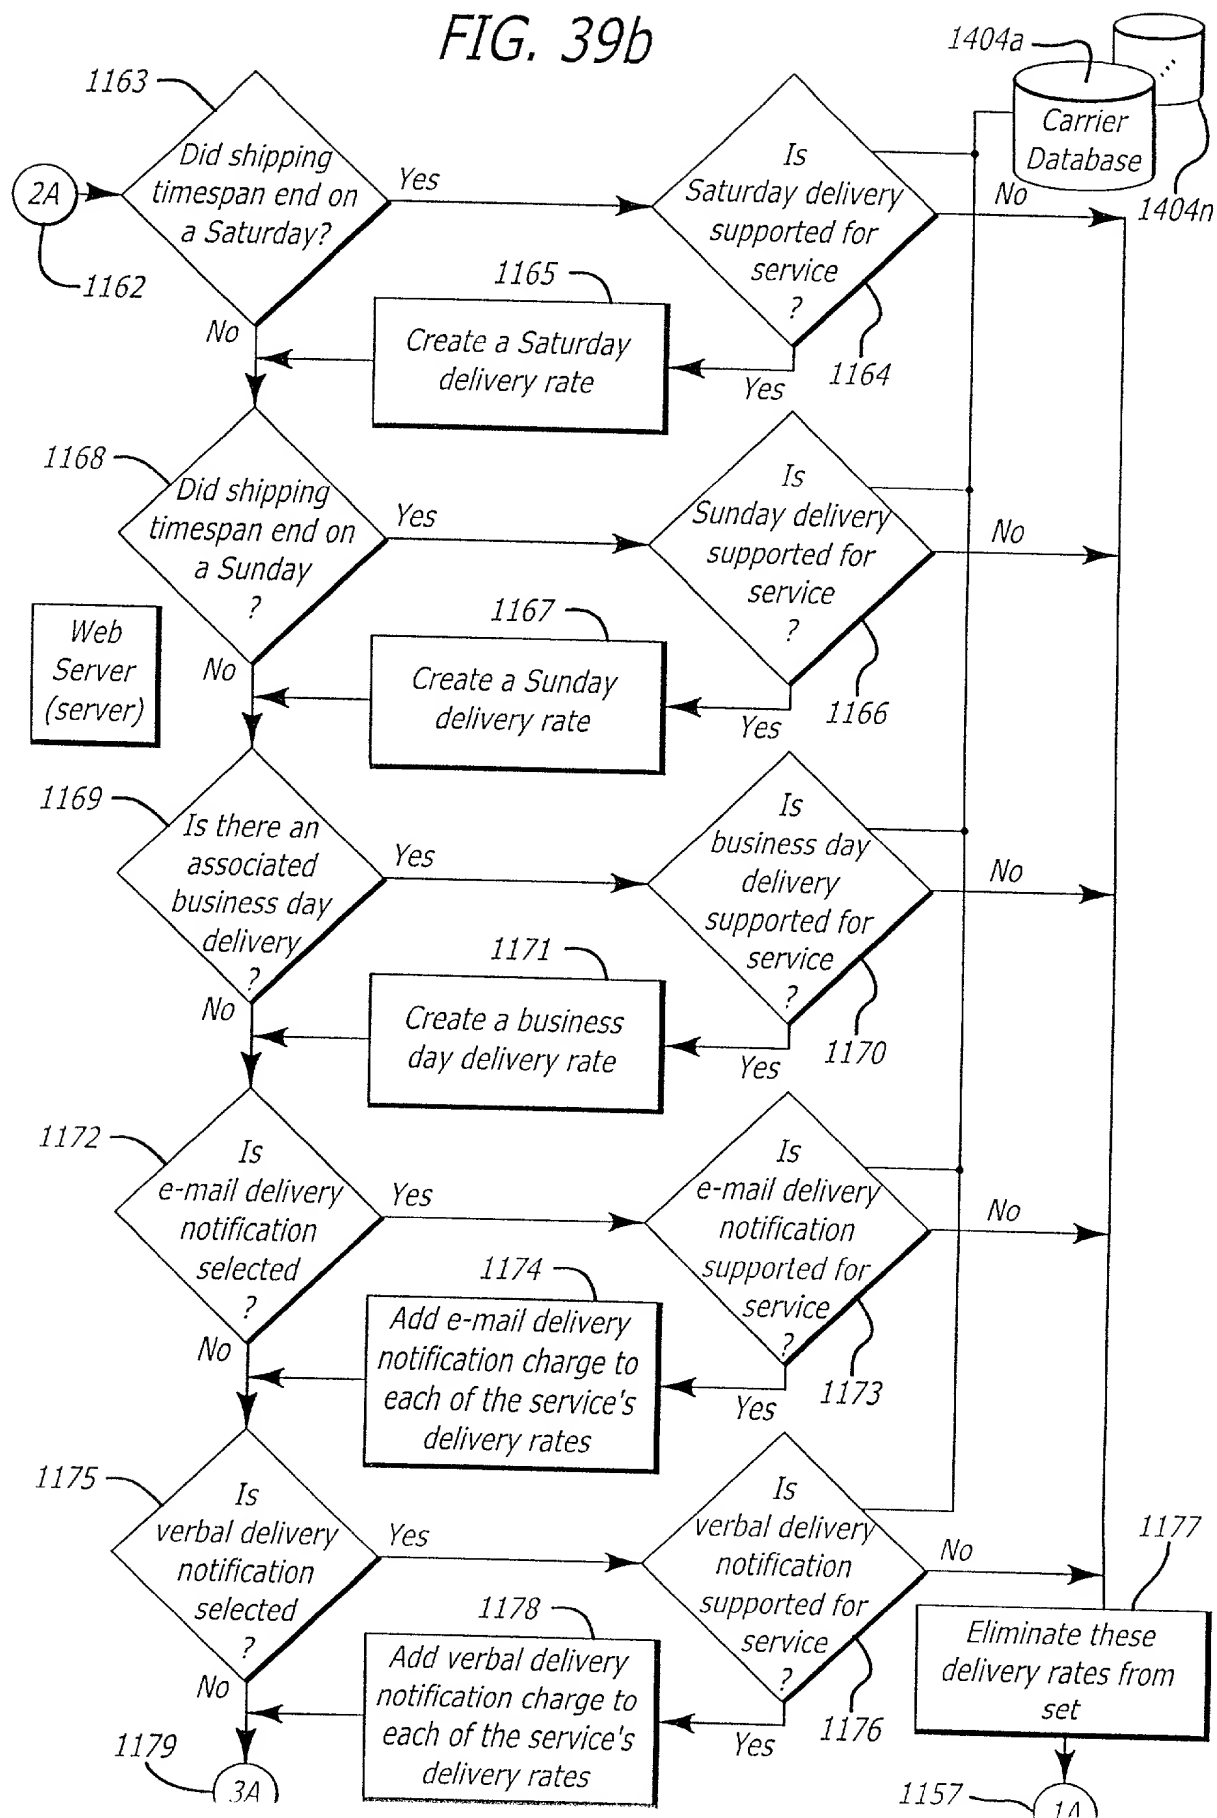 FIG. 39b
1404a
1163
Carrier
Database
Did shipping
timespan end on
a Saturday?
Yes
Is
Saturday delivery
supported for
service
?
No
1404n
2A
1162
1165
No
Create a Saturday
delivery rate
Yes
1164
1168
Did shipping
timespan end on
a Sunday
?
Yes
Is
Sunday delivery
supported for
service
?
No
Web
Server
(server)
1167
No
Create a Sunday
delivery rate
Yes
1166
1169
Is there an
associated
business day
delivery
?
Yes
Is
business day
delivery
supported for
service
?
No
1171
No
Create a business
day delivery rate
Yes
1170
1172
Is
e-mail delivery
notification
selected
?
Yes
Is
e-mail delivery
notification
supported for
service
?
No
1174
No
Add e-mail delivery
notification charge to
each of the service's
delivery rates
Yes
1173
1175
Is
verbal delivery
notification
selected
?
Yes
Is
verbal delivery
notification
supported for
service
?
No
1177
Eliminate these
delivery rates from
set
1178
No
Add verbal delivery
notification charge to
each of the service's
delivery rates
Yes
1176
1179
3A
1157
1A